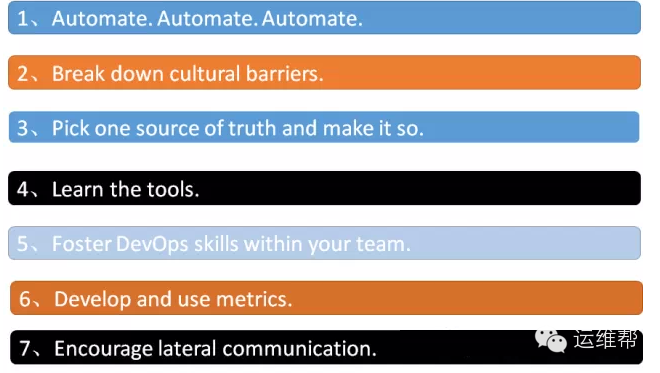 1、Automate. Automate. Automate.
2、Break down cultural barriers.
3、Pick one source of truth and make it so.
4、Learn the tools.
5、Foster DevOps skills within your team.
6、Develop and use metrics.
7、Encourage lateral communication.
运维帮